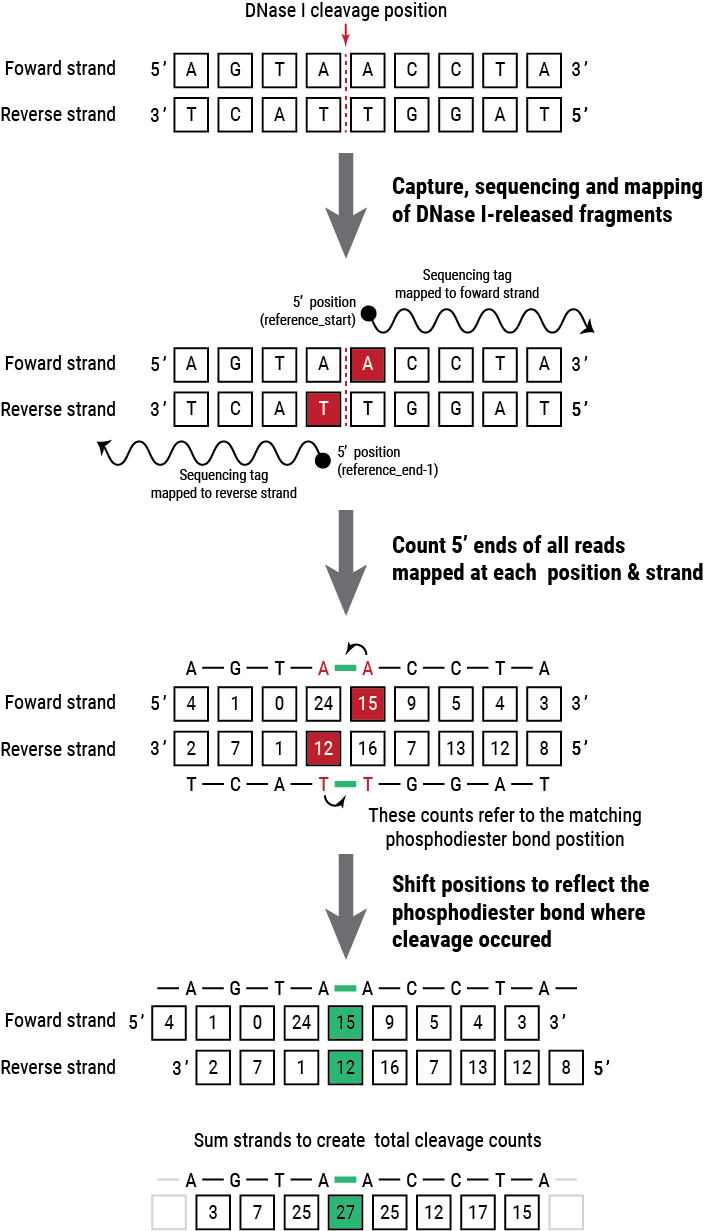 DNase I cleavage position
Foward strand 5’ A G T A A C C T A 3’
Reverse strand 3’ T C A T T G G A T 5’
Capture, sequencing and mapping
of DNase I-released fragments
Sequencing tag
mapped to foward strand
5’ position
(reference_start)
Foward strand 5’ A G T A A C C T A 3’
Reverse strand 3’ T C A T T G G A T 5’
5’ position
(reference_end-1)
Sequencing tag
mapped to reverse strand
Count 5’ ends of all reads
mapped at each position & strand
A — G — T — A — A — C — C — T — A
Foward strand 5’ 4 1 0 24 15 9 5 4 3 3’
Reverse strand 3’ 2 7 1 12 16 7 13 12 8 5’
T — C — A — T — T — G — G — A — T
These counts refer to the matching
phosphodiester bond postition
Shift positions to reflect the
phosphodiester bond where
cleavage occured
— A — G — T — A — A — C — C — T — A —
Foward strand 5’ 4 1 0 24 15 9 5 4 3 3’
Reverse strand 3’ 2 7 1 12 16 7 13 12 8 5’
Sum strands to create total cleavage counts
— A — G — T — A — A — C — C — T — A —
3 7 25 27 25 12 17 15